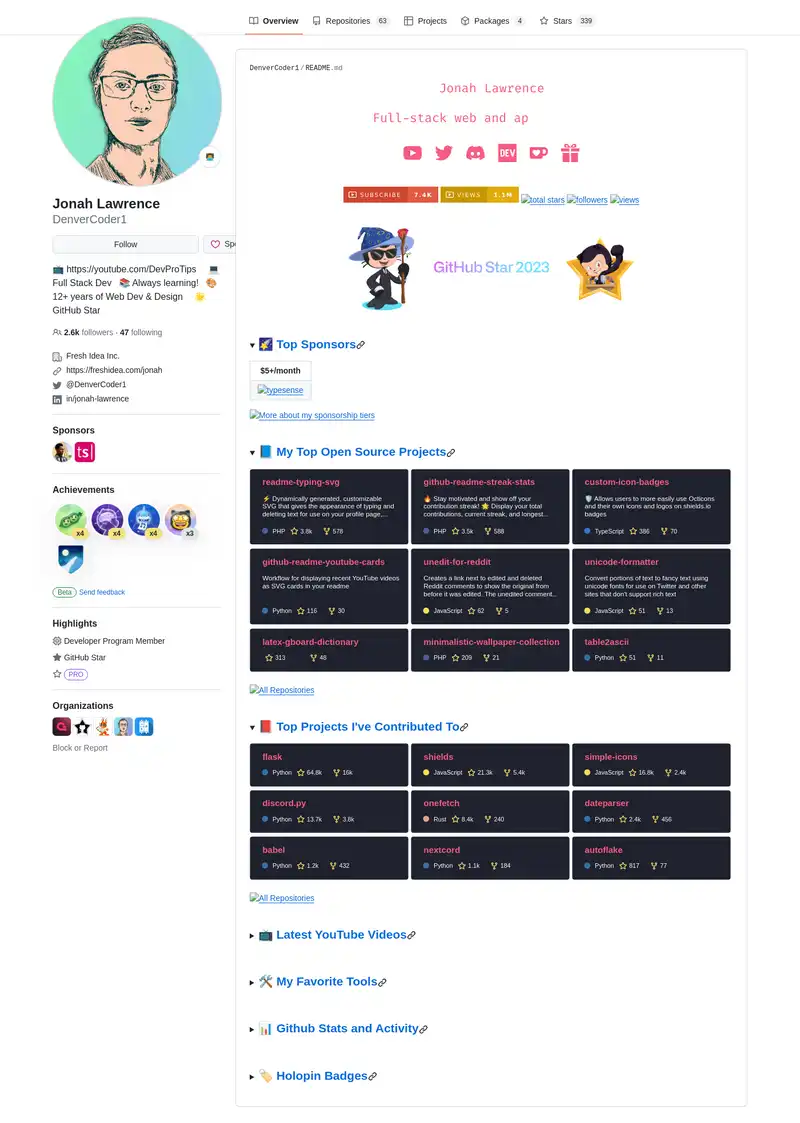 Overview
Repositories 63
Projects
Packages 4
Stars 339
Jonah Lawrence
DenverCoder1
Follow
Spo
📺 https://youtube.com/DevProTips 💻
Full Stack Dev 📚 Always learning! 🎨
12+ years of Web Dev & Design 🌟
GitHub Star
2.6k followers · 47 following
Fresh Idea Inc.
https://freshidea.com/jonah
@DenverCoder1
in/jonah-lawrence
Sponsors
ts|
Achievements
x4
x4
x4
x3
Beta Send feedback
Highlights
Developer Program Member
GitHub Star
PRO
Organizations
Block or Report
DenverCoder1 / README.md
Jonah Lawrence
Full-stack web and ap
DEV
SUBSCRIBE 7.4K
VIEWS 1.1M
total stars followers views
GitHub Star 2023
Top Sponsors
$5+/month
typesense
More about my sponsorship tiers
My Top Open Source Projects
readme-typing-svg
⚡ Dynamically generated, customizable
SVG that gives the appearance of typing and
deleting text for use on your profile page,...
PHP 3.8k 578
github-readme-streak-stats
🔥 Stay motivated and show off your
contribution streak! 🌟 Display your total
contributions, current streak, and longest...
PHP 3.5k 588
custom-icon-badges
🛡 Allows users to more easily use Octicons
and their own icons and logos on shields.io
badges
TypeScript 386 70
github-readme-youtube-cards
Workflow for displaying recent YouTube videos
as SVG cards in your readme
Python 116 30
unedit-for-reddit
Creates a link next to edited and deleted
Reddit comments to show the original from
before it was edited. The unedited comment...
JavaScript 62 5
unicode-formatter
Convert portions of text to fancy text using
unicode fonts for use on Twitter and other
sites that don't support rich text
JavaScript 51 13
latex-gboard-dictionary
313 48
minimalistic-wallpaper-collection
PHP 209 21
table2ascii
Python 51 11
All Repositories
Top Projects I've Contributed To
flask
Python 64.8k 16k
shields
JavaScript 21.3k 5.4k
simple-icons
JavaScript 16.8k 2.4k
discord.py
Python 13.7k 3.8k
onefetch
Rust 8.4k 240
dateparser
Python 2.4k 456
babel
Python 1.2k 432
nextcord
Python 1.1k 184
autoflake
Python 817 77
All Repositories
Latest YouTube Videos
My Favorite Tools
Github Stats and Activity
Holopin Badges